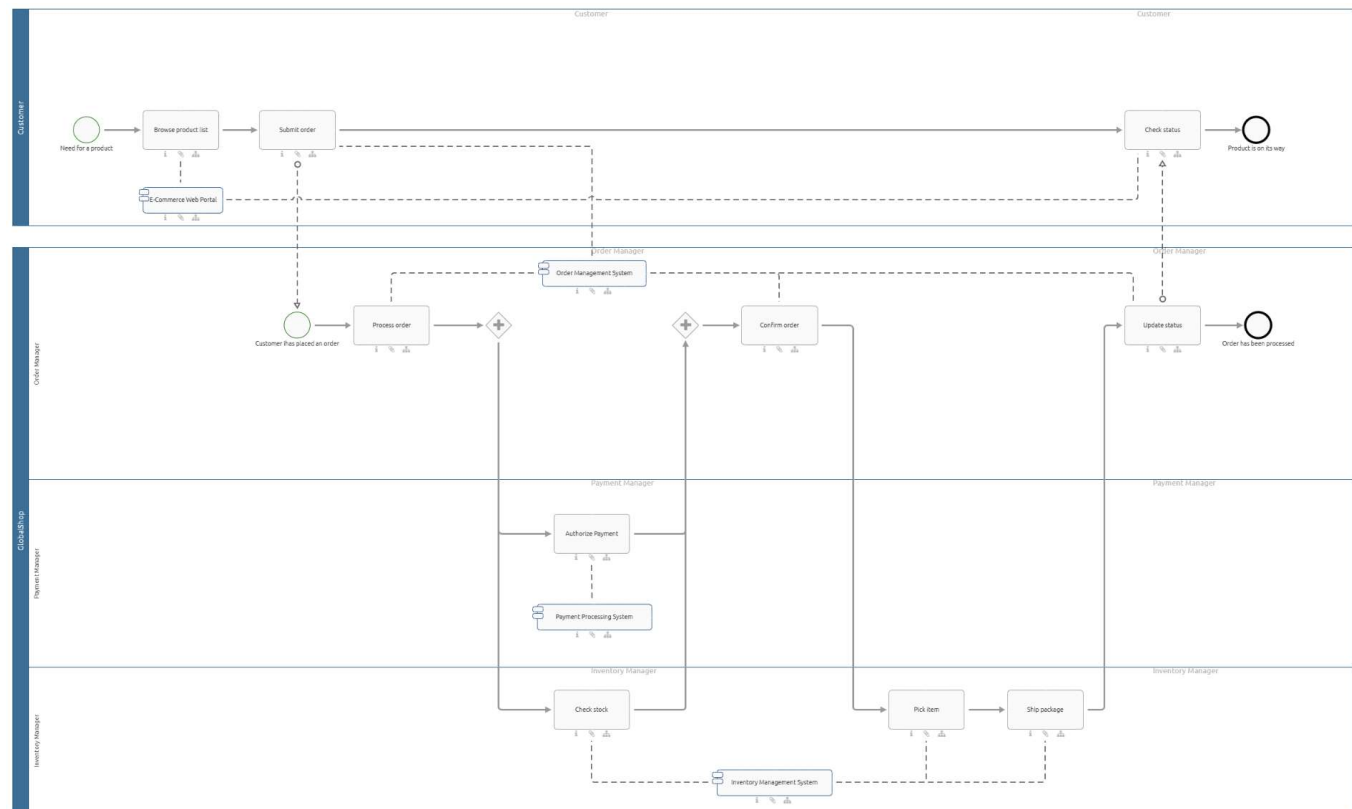 Customer
Customer
Customer
Need for a product
Browse product list
Submit order
Check status
Product is on its way
E-Commerce Web Portal
GlobalShop
Order Manager
Order Manager
Order Manager
Order Management System
Customer has placed an order
Process order
Confirm order
Update status
Order has been processed
Payment Manager
Payment Manager
Payment Manager
Authorize Payment
Payment Processing System
Inventory Manager
Inventory Manager
Inventory Manager
Check stock
Pick item
Ship package
Inventory Management System